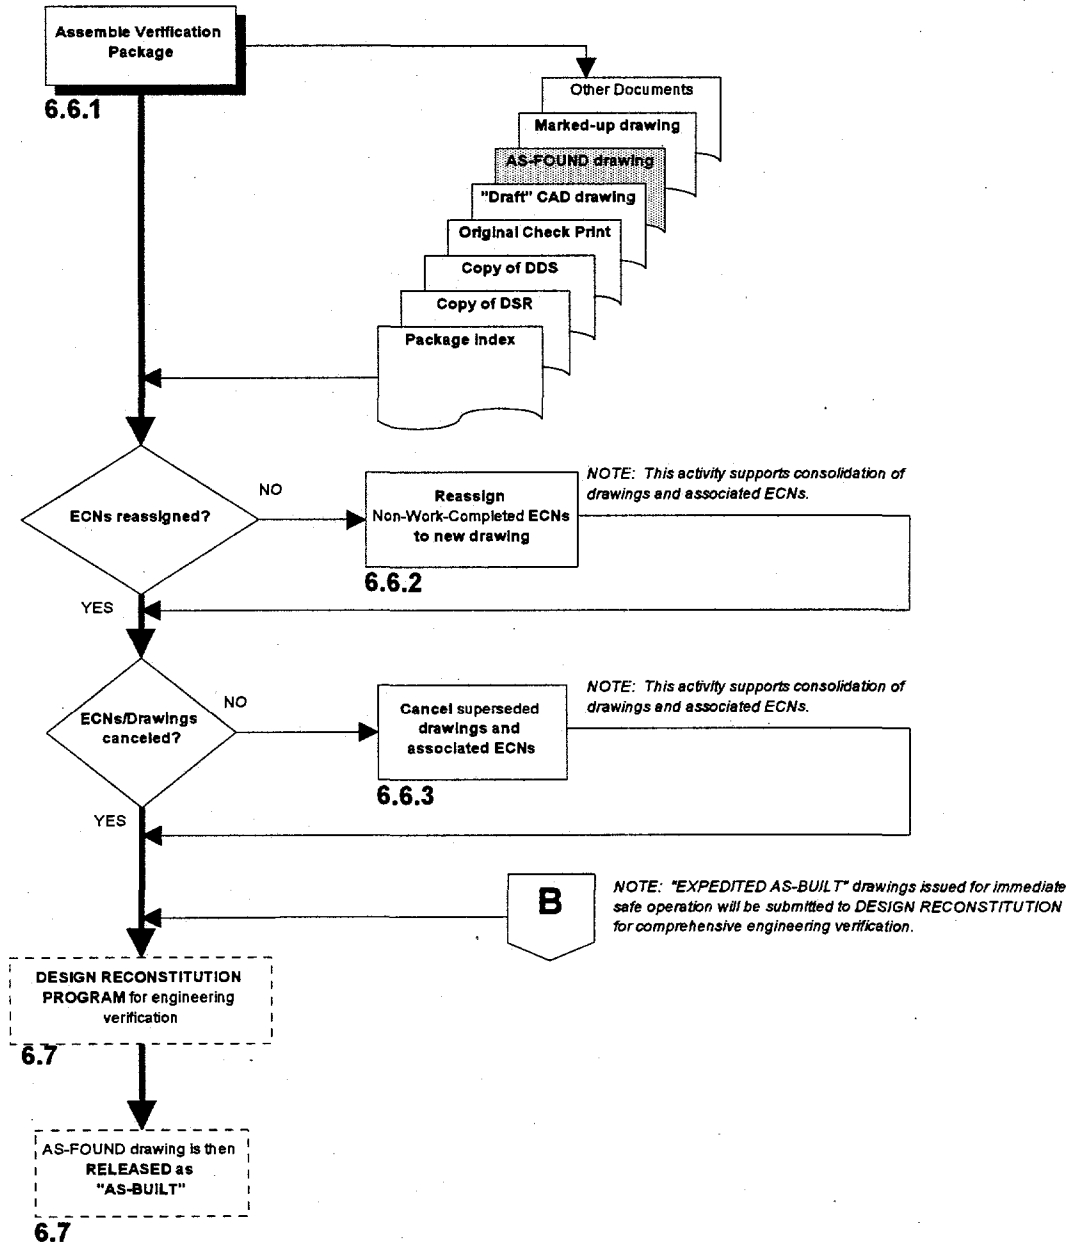 Assemble Verification
Package
6.6.1
Other Documents
Marked-up drawing
AS-FOUND drawing
"Draft" CAD drawing
Original Check Print
Copy of DDS
Copy of DSR
Package Index
ECNs reassigned?
NO
Reassign
Non-Work-Completed ECNs
to new drawing
6.6.2
NOTE: This activity supports consolidation of
drawings and associated ECNs.
YES
ECNs/Drawings
canceled?
NO
Cancel superseded
drawings and
associated ECNs
6.6.3
NOTE: This activity supports consolidation of
drawings and associated ECNs.
YES
B
NOTE: "EXPEDITED AS-BUILT" drawings issued for immediate
safe operation will be submitted to DESIGN RECONSTITUTION
for comprehensive engineering verification.
DESIGN RECONSTITUTION
PROGRAM for engineering
verification
6.7
AS-FOUND drawing is then
RELEASED as
"AS-BUILT"
6.7